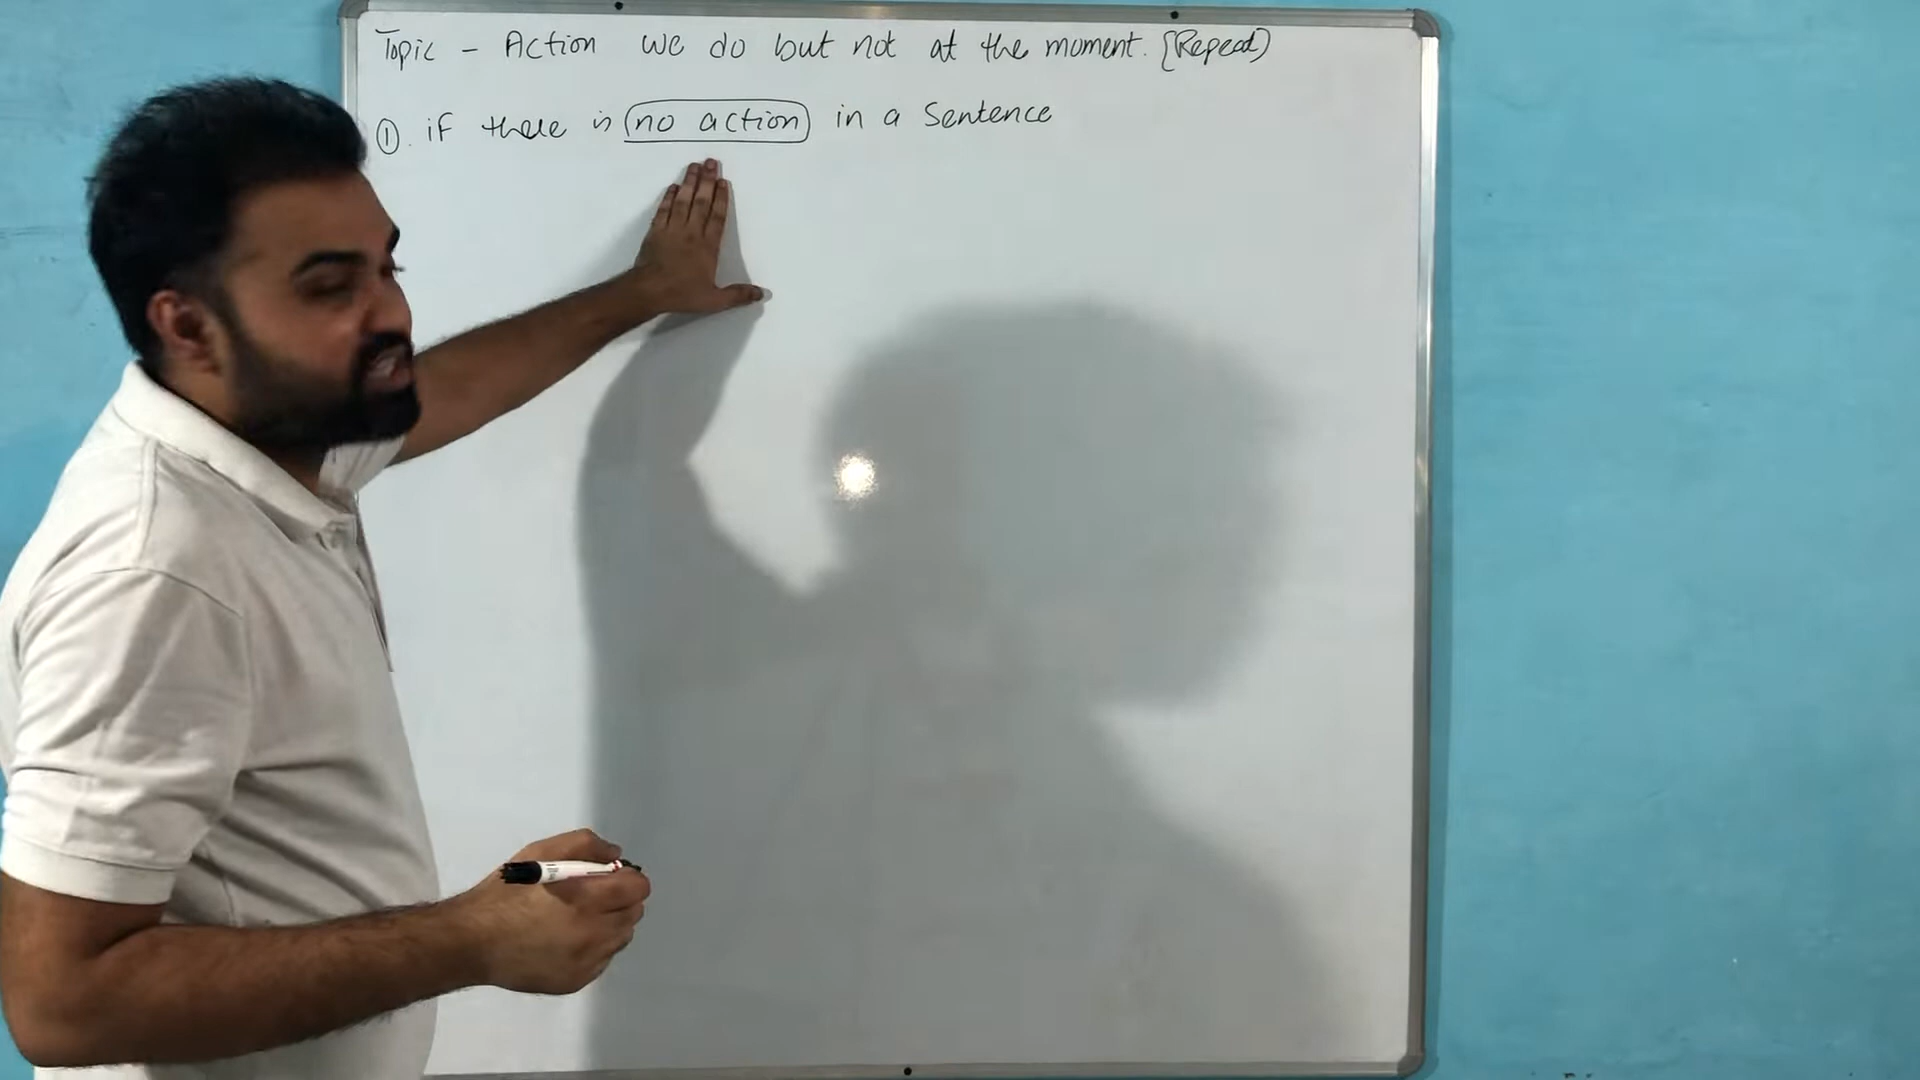 Topic - Action we do but not at the moment. [Repeat]
①. if there is no action in a Sentence